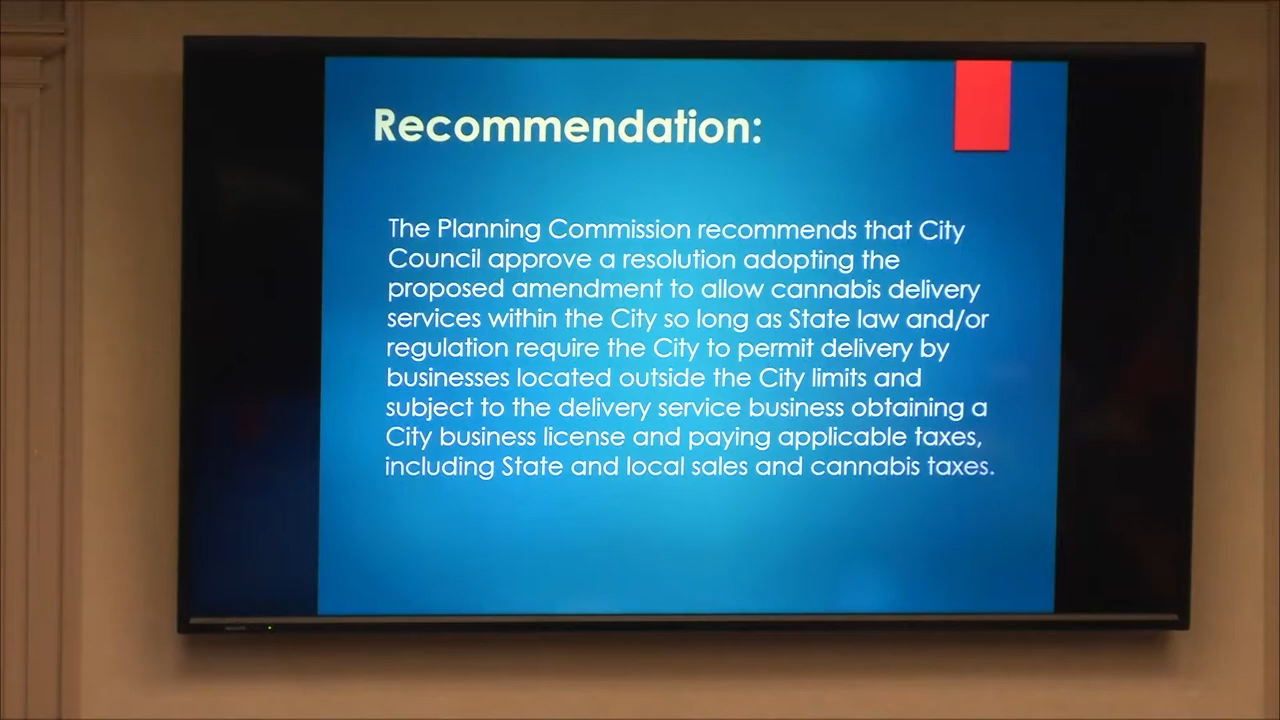 Recommendation:
The Planning Commission recommends that City
Council approve a resolution adopting the
proposed amendment to allow cannabis delivery
services within the City so long as State law and/or
regulation require the City to permit delivery by
businesses located outside the City limits and
subject to the delivery service business obtaining a
City business license and paying applicable taxes,
including State and local sales and cannabis taxes.